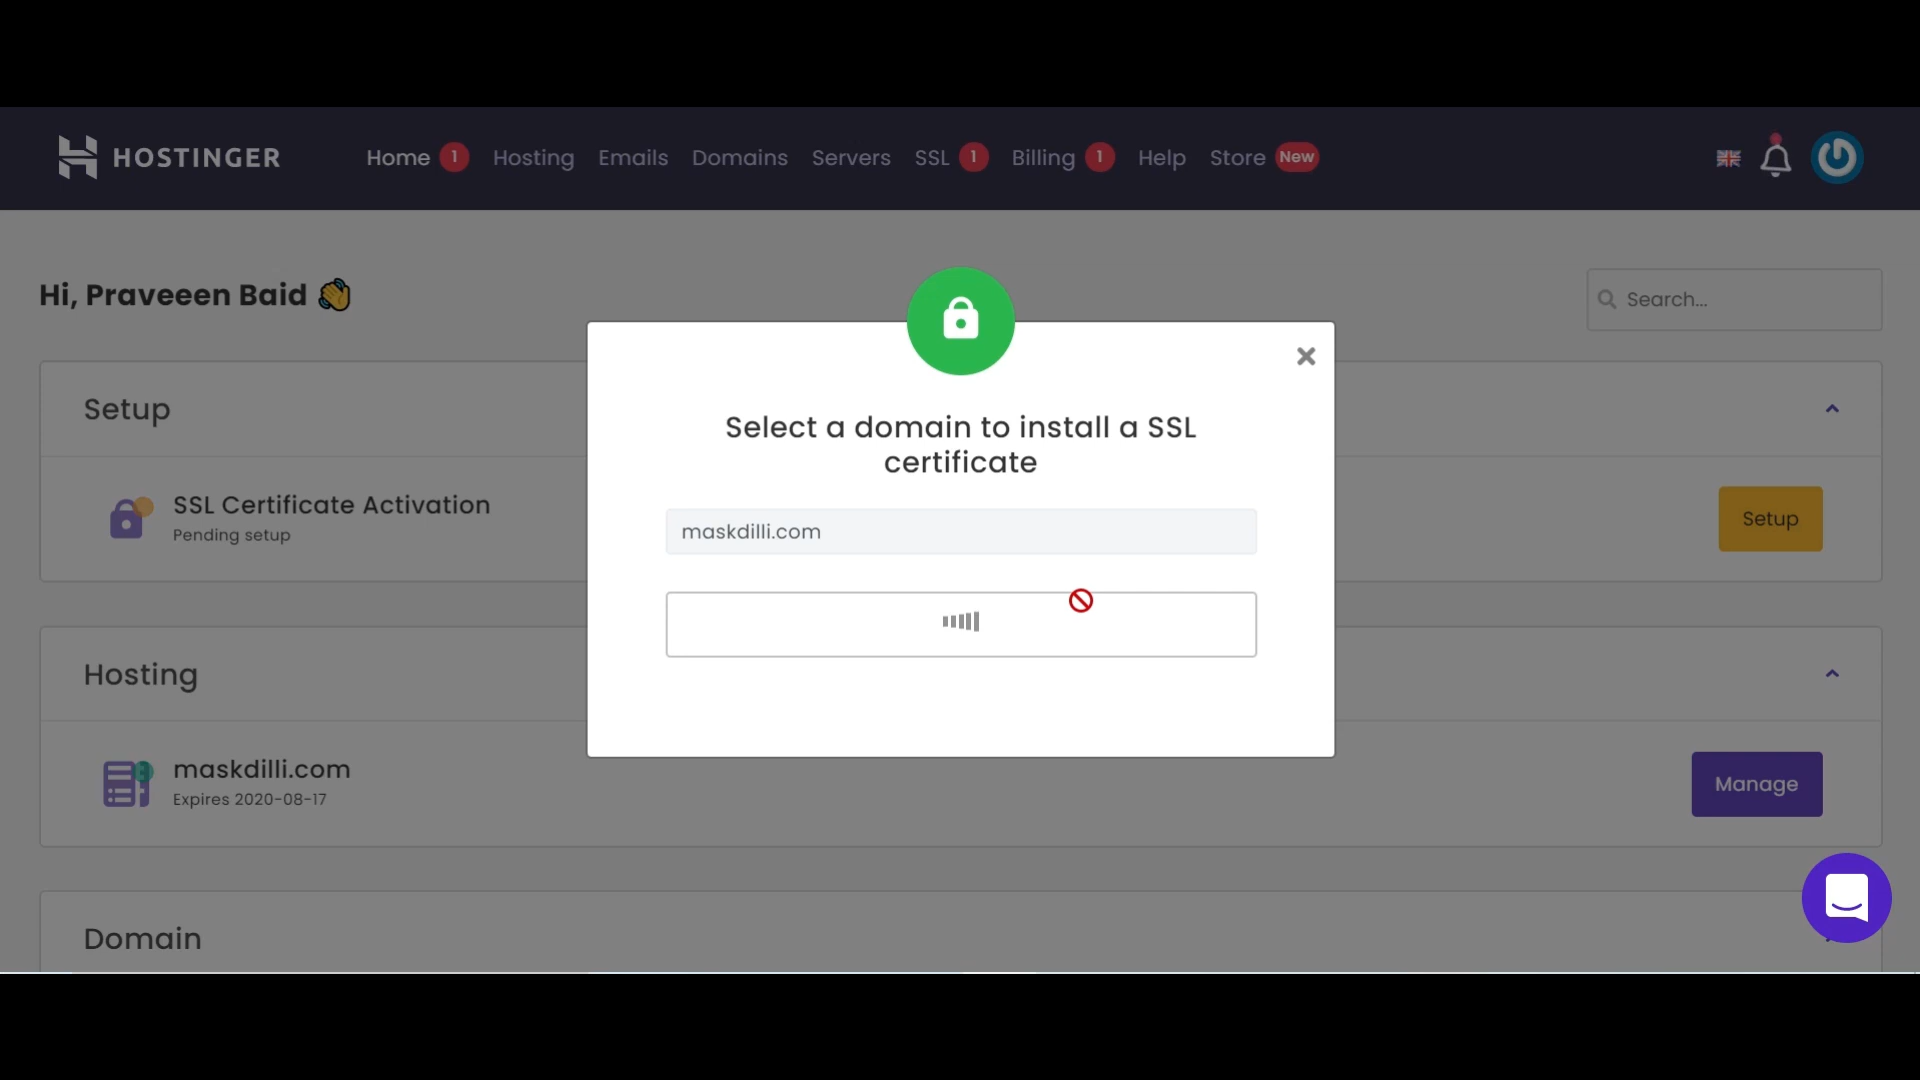 HOSTINGER Home 1 Hosting Emails Domains Servers SSL 1 Billing 1 Help Store New
Hi, Praveeen Baid
Search...
Setup
SSL Certificate Activation
Pending setup
Setup
Select a domain to install a SSL
certificate
maskdilli.com
Hosting
maskdilli.com
Expires 2020-08-17
Manage
Domain